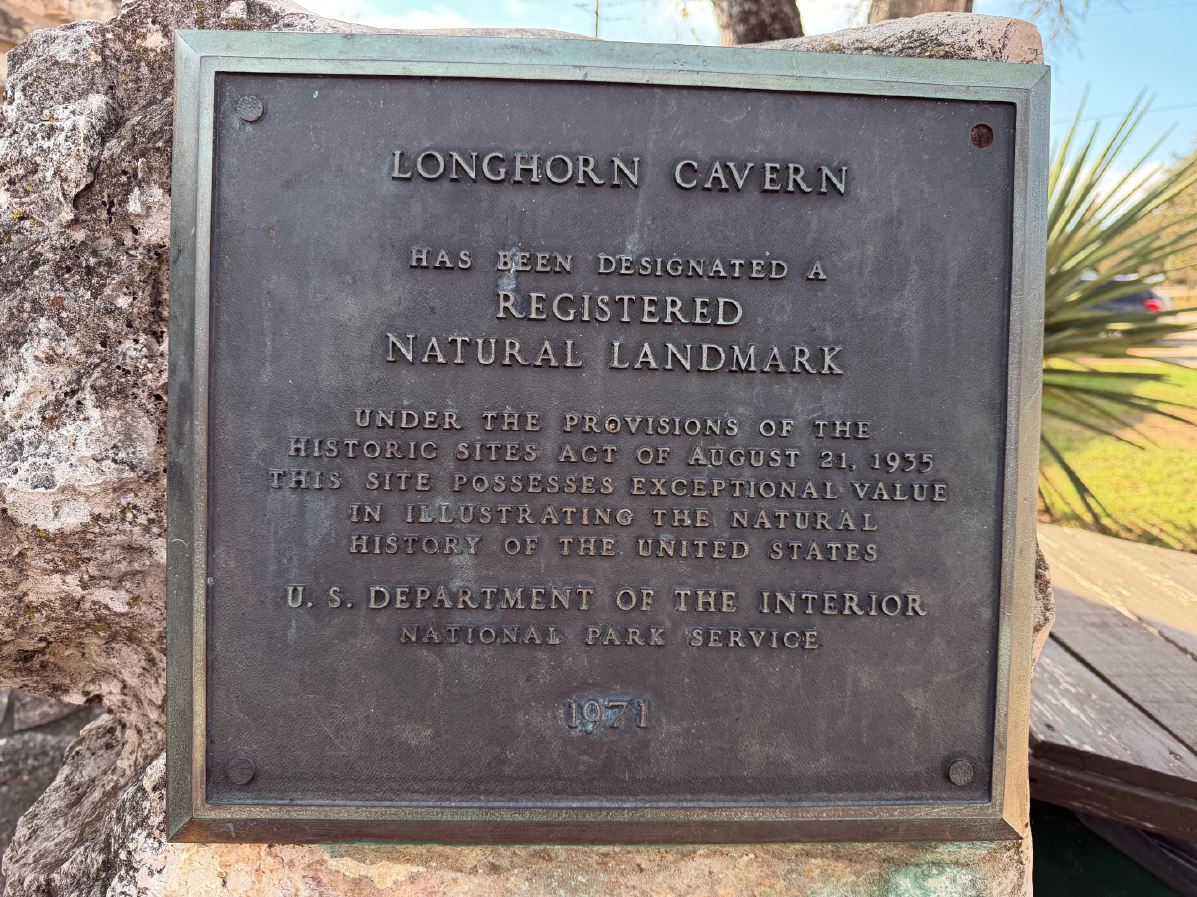 LONGHORN CAVERN
HAS BEEN DESIGNATED A
REGISTERED
NATURAL LANDMARK
UNDER THE PROVISIONS OF THE
HISTORIC SITES ACT OF AUGUST 21, 1935
THIS SITE POSSESSES EXCEPTIONAL VALUE
IN ILLUSTRATING THE NATURAL
HISTORY OF THE UNITED STATES
U. S. DEPARTMENT OF THE INTERIOR
NATIONAL PARK SERVICE
1971